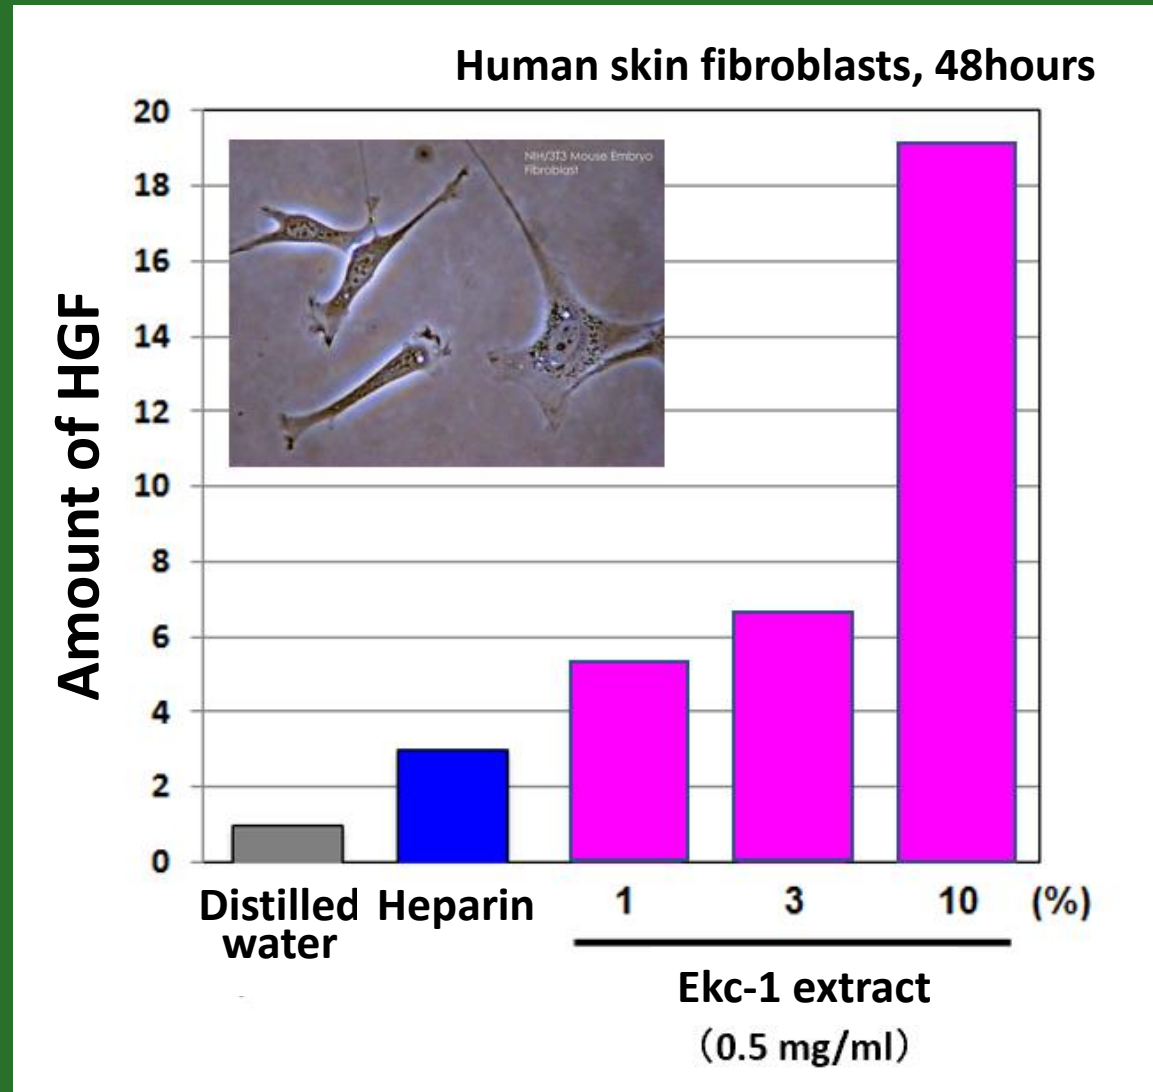 Human skin fibroblasts, 48hours
20
18
16
14
12
10
8
6
4
2
0
Amount of HGF
NIH/3T3 Mouse Embryo
Fibroblast
Distilled
water
Heparin
1 3 10 (%)
Ekc-1 extract
（0.5 mg/ml）